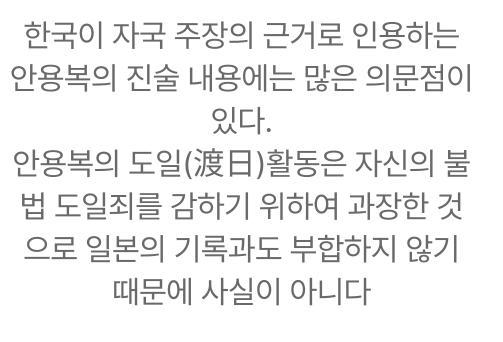 한국이 자국 주장의 근거로 인용하는
안용복의 진술 내용에는 많은 의문점이
있다.
안용복의 도일(渡日)활동은 자신의 불
법 도일죄를 감하기 위하여 과장한 것
으로 일본의 기록과도 부합하지 않기
때문에 사실이 아니다